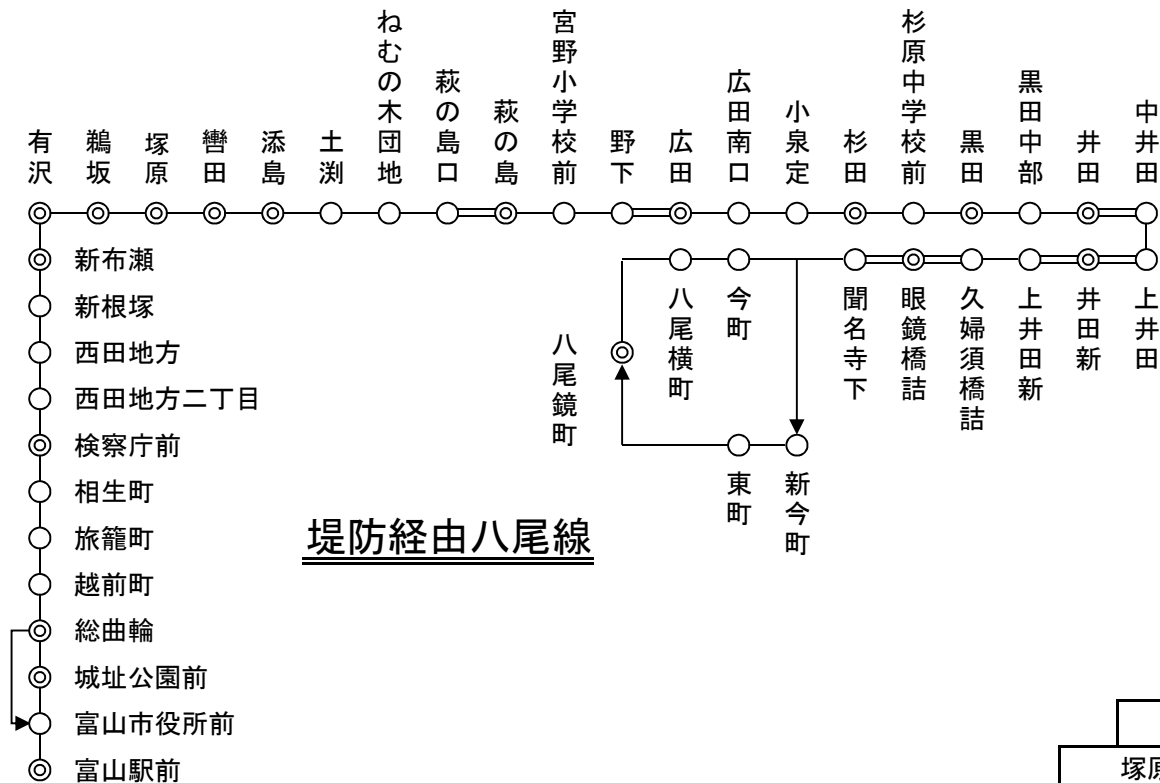 有沢
鵜坂
塚原
轡田
添島
土渕
ねむの木団地
萩の島口
萩の島
宮野小学校前
野下
広田
広田南口
小泉定
杉田
杉原中学校前
黒田
黒田中部
井田
中井田
新布瀬
新根塚
西田地方
西田地方二丁目
検察庁前
相生町
旅籠町
越前町
総曲輪
城址公園前
富山市役所前
富山駅前
八尾鏡町
八尾横町
今町
聞名寺下
眼鏡橋詰
久婦須橋詰
上井田新
井田新
上井田
東町
新今町
堤防経由八尾線
塚原